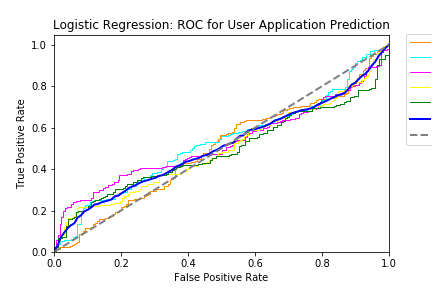 Logistic Regression: ROC for User Application Prediction
True Positive Rate
1.0
0.8
0.6
0.4
0.2
0.0
0.0 0.2 0.4 0.6 0.8 1.0
False Positive Rate